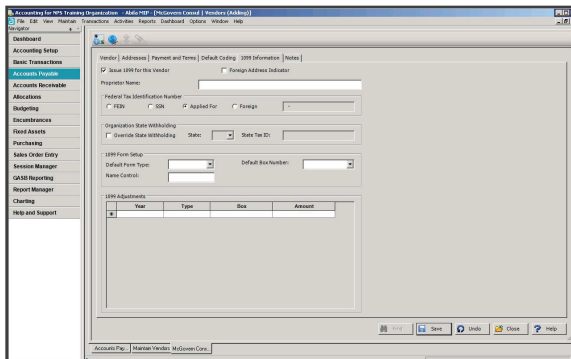 Accounting for NPS Training Organization - Abila MIP - [McGovern Consul | Vendors (Adding)]
File Edit View Maintain Transactions Activities Reports Dashboard Options Window Help
Navigator
Dashboard
Accounting Setup
Basic Transactions
Accounts Payable
Accounts Receivable
Allocations
Budgeting
Encumbrances
Fixed Assets
Purchasing
Sales Order Entry
Session Manager
GASB Reporting
Report Manager
Charting
Help and Support
Vendor Addresses Payment and Terms Default Coding 1099 Information Notes
Issue 1099 for this Vendor Foreign Address Indicator
Proprietor Name:
Federal Tax Identification Number
FEIN SSN Applied For Foreign -
Organization State Withholding
Override State Withholding State: State Tax ID:
1099 Form Setup
Default Form Type: Default Box Number:
Name Control:
1099 Adjustments
Year Type Box Amount
*
Find Save Undo Close ? Help
Accounts Pay... Maintain Vendors McGovern Conv...